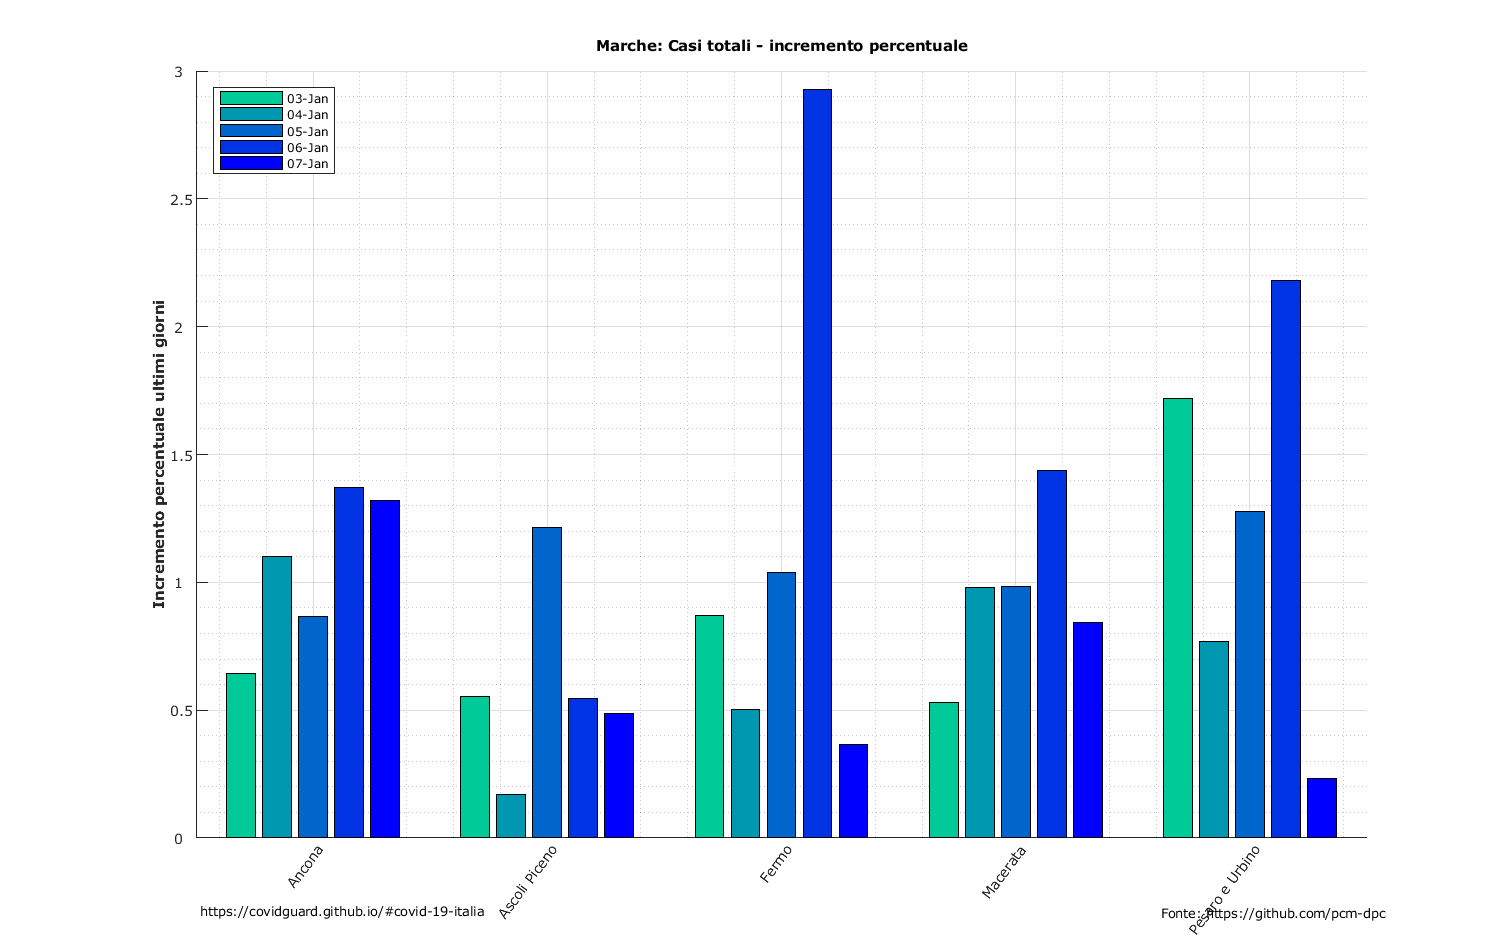 Marche: Casi totali - incremento percentuale
03-Jan
04-Jan
05-Jan
06-Jan
07-Jan
Incremento percentuale ultimi giorni
3
2.5
2
1.5
1
0.5
0
Ancona
Ascoli Piceno
Fermo
Macerata
Pesaro e Urbino
https://covidguard.github.io/#covid-19-italia
Fonte: https://github.com/pcm-dpc